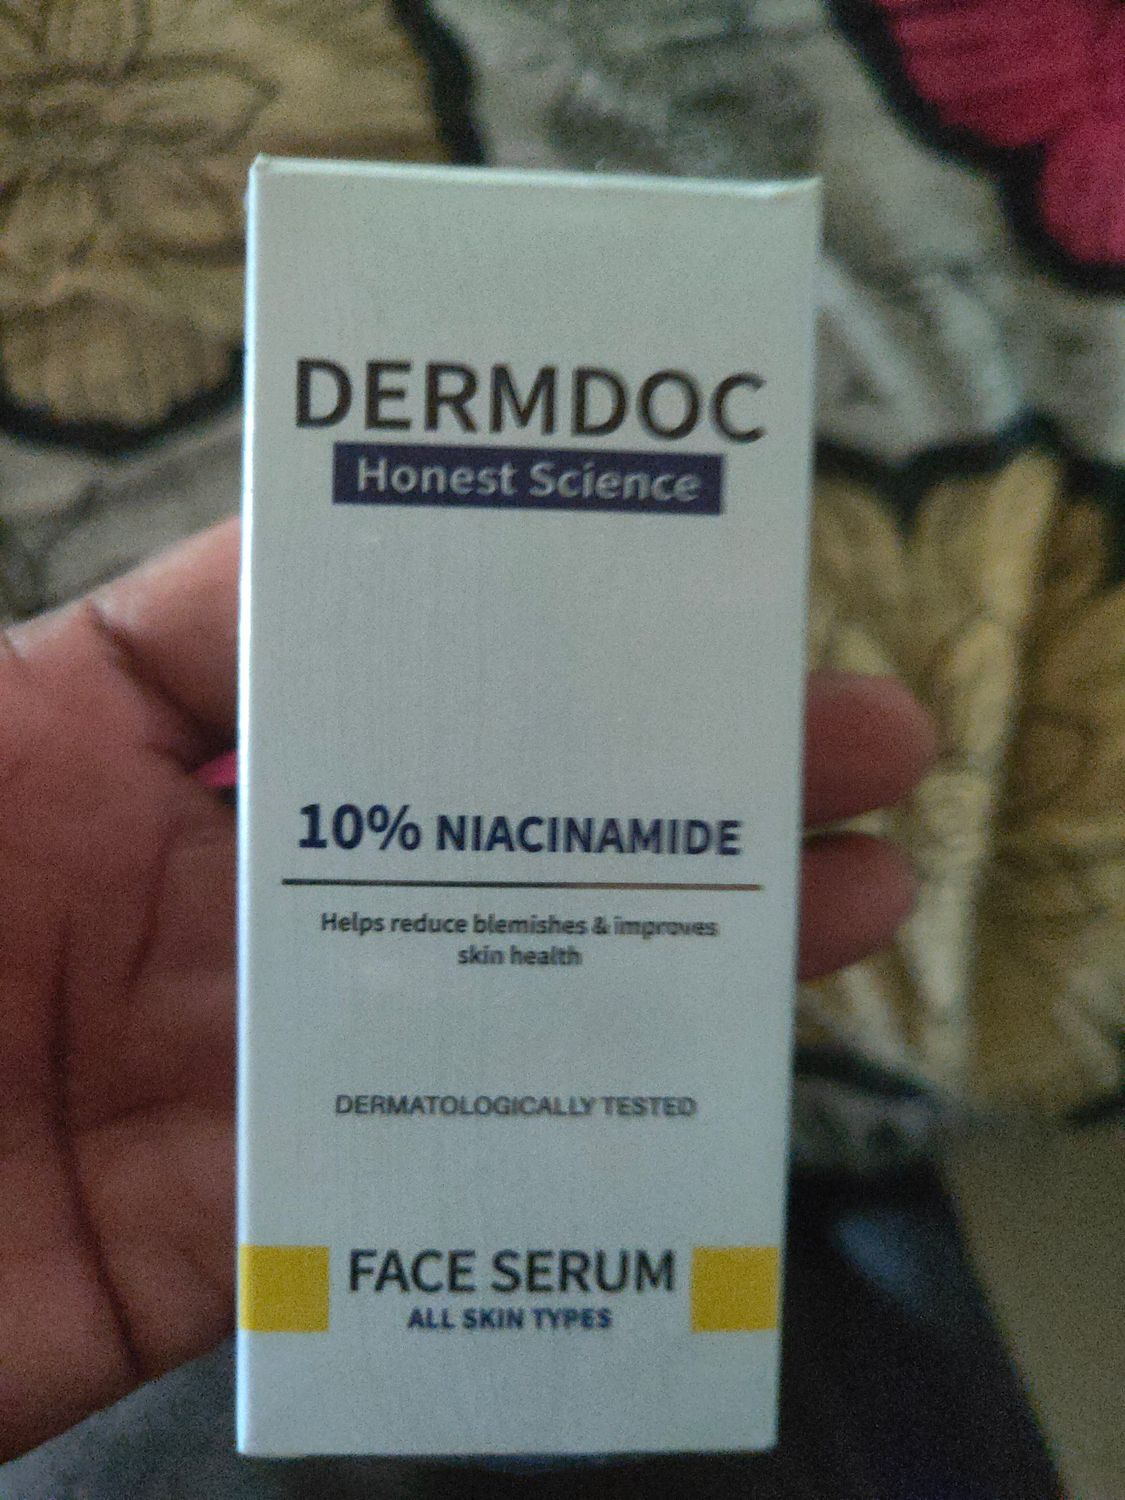 DERMDOC
Honest Science
10% NIACINAMIDE
Helps reduce blemishes & improves
skin health
DERMATOLOGICALLY TESTED
FACE SERUM
ALL SKIN TYPES